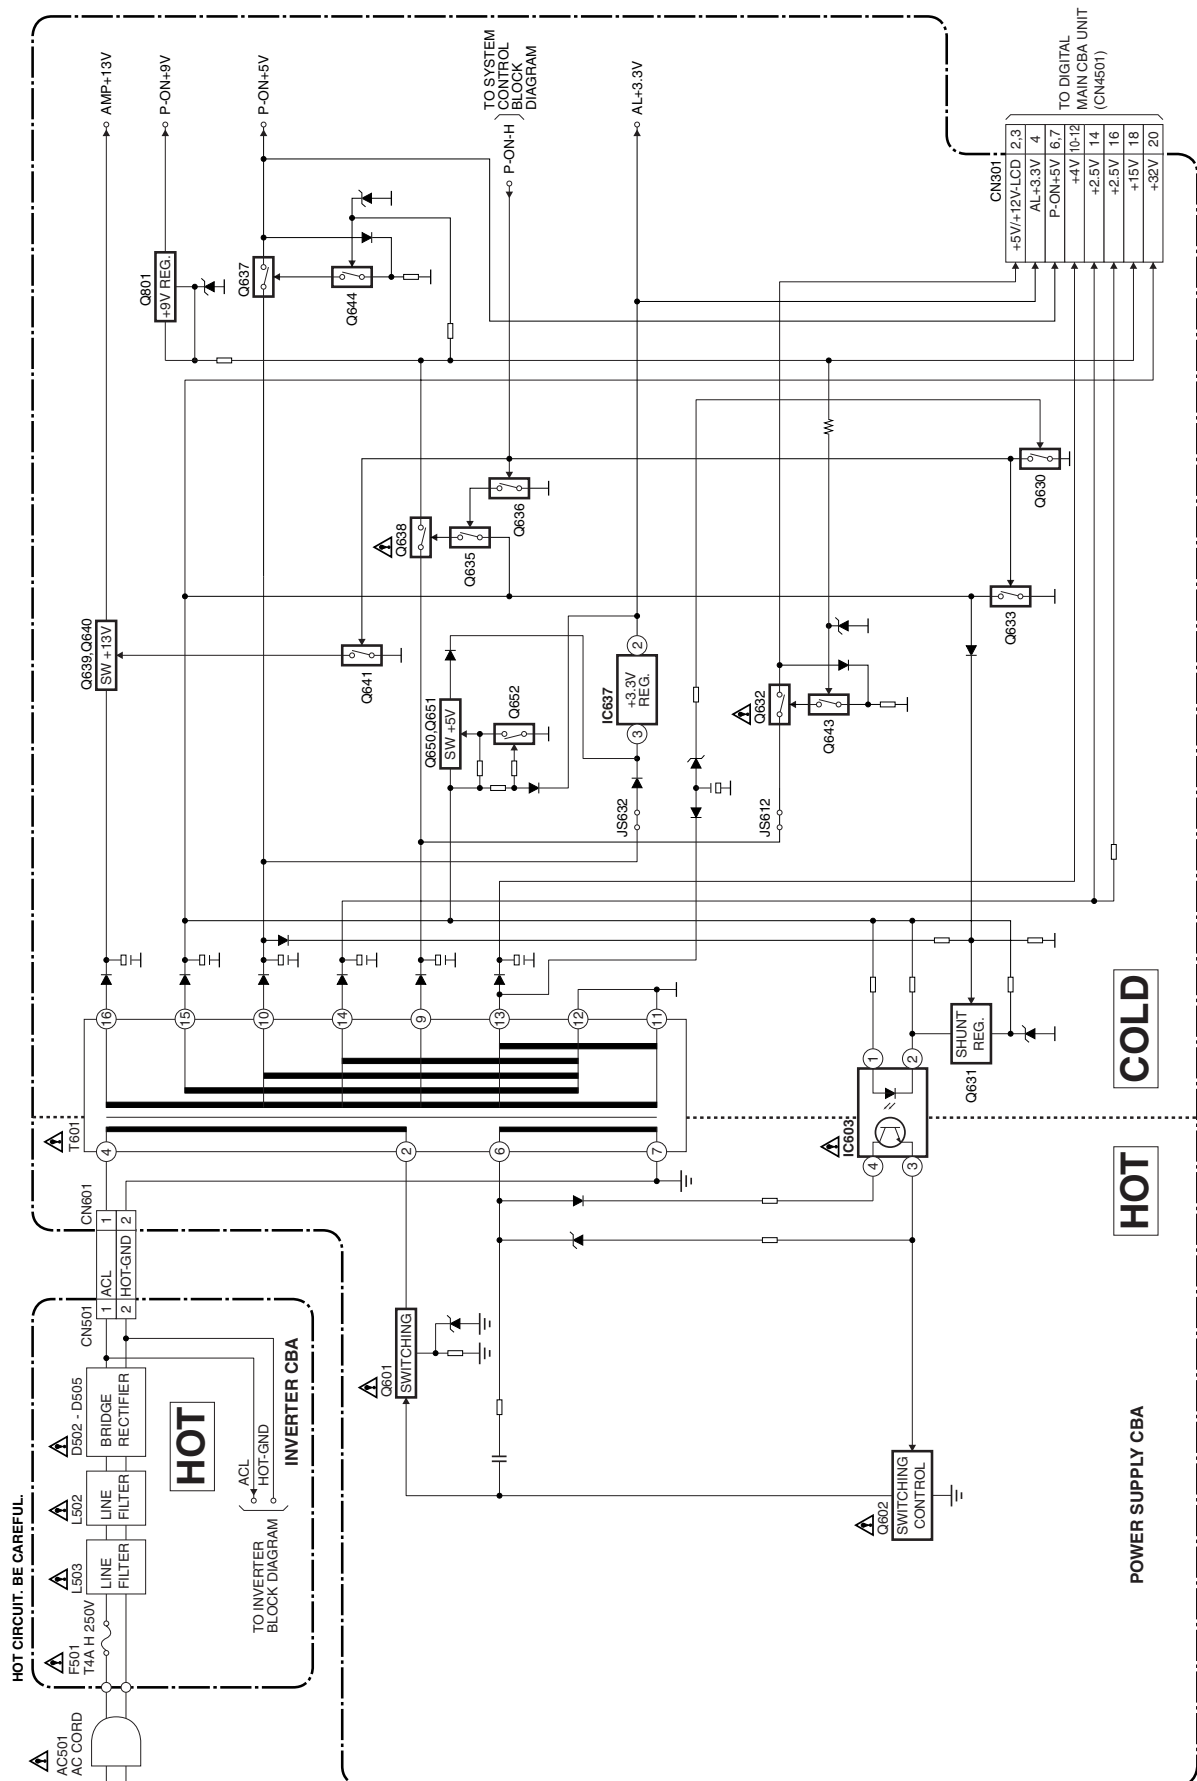 HOT CIRCUIT. BE CAREFUL.
AC501
AC CORD
F501
T4A H 250V
L503
LINE
FILTER
L502
LINE
FILTER
D502 - D505
BRIDGE
RECTIFIER
HOT
ACL
HOT-GND
TO INVERTER
BLOCK DIAGRAM
INVERTER CBA
CN501
1 ACL 1
2 HOT-GND 2
CN601
T601
4
2
6
7
16
15
10
14
9
13
12
11
Q601
SWITCHING
Q602
SWITCHING
CONTROL
IC603
4
3
1
2
Q631
SHUNT
REG.
HOT
COLD
POWER SUPPLY CBA
Q639,Q640
SW +13V
Q641
Q650,Q651
SW +5V
Q652
JS632
IC637
+3.3V
REG.
3
2
JS612
Q632
Q643
Q638
Q635
Q636
Q633
Q630
Q801
+9V REG.
Q637
Q644
AMP+13V
P-ON+9V
P-ON+5V
P-ON-H
TO SYSTEM
CONTROL
BLOCK
DIAGRAM
AL+3.3V
CN301
+5V/+12V-LCD 2,3
AL+3.3V 4
P-ON+5V 6,7
+4V 10-12
+2.5V 14
+2.5V 16
+15V 18
+32V 20
TO DIGITAL
MAIN CBA UNIT
(CN4501)